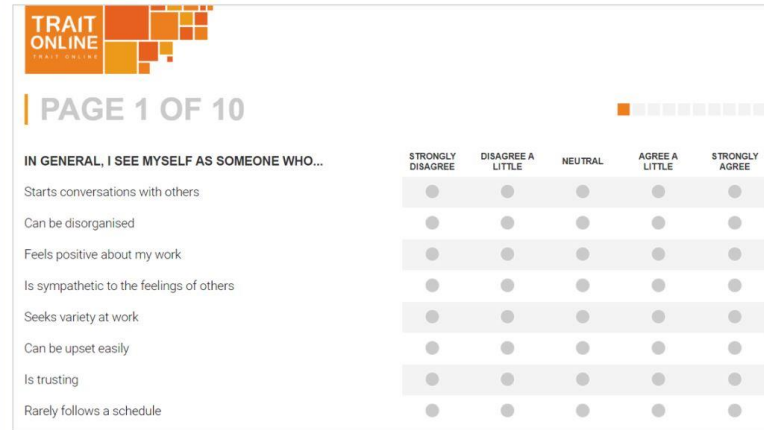 TRAIT
ONLINE
TRAIT ONLINE
PAGE 1 OF 10
IN GENERAL, I SEE MYSELF AS SOMEONE WHO...
STRONGLY DISAGREE
DISAGREE A LITTLE
NEUTRAL
AGREE A LITTLE
STRONGLY AGREE
Starts conversations with others
Can be disorganised
Feels positive about my work
Is sympathetic to the feelings of others
Seeks variety at work
Can be upset easily
Is trusting
Rarely follows a schedule